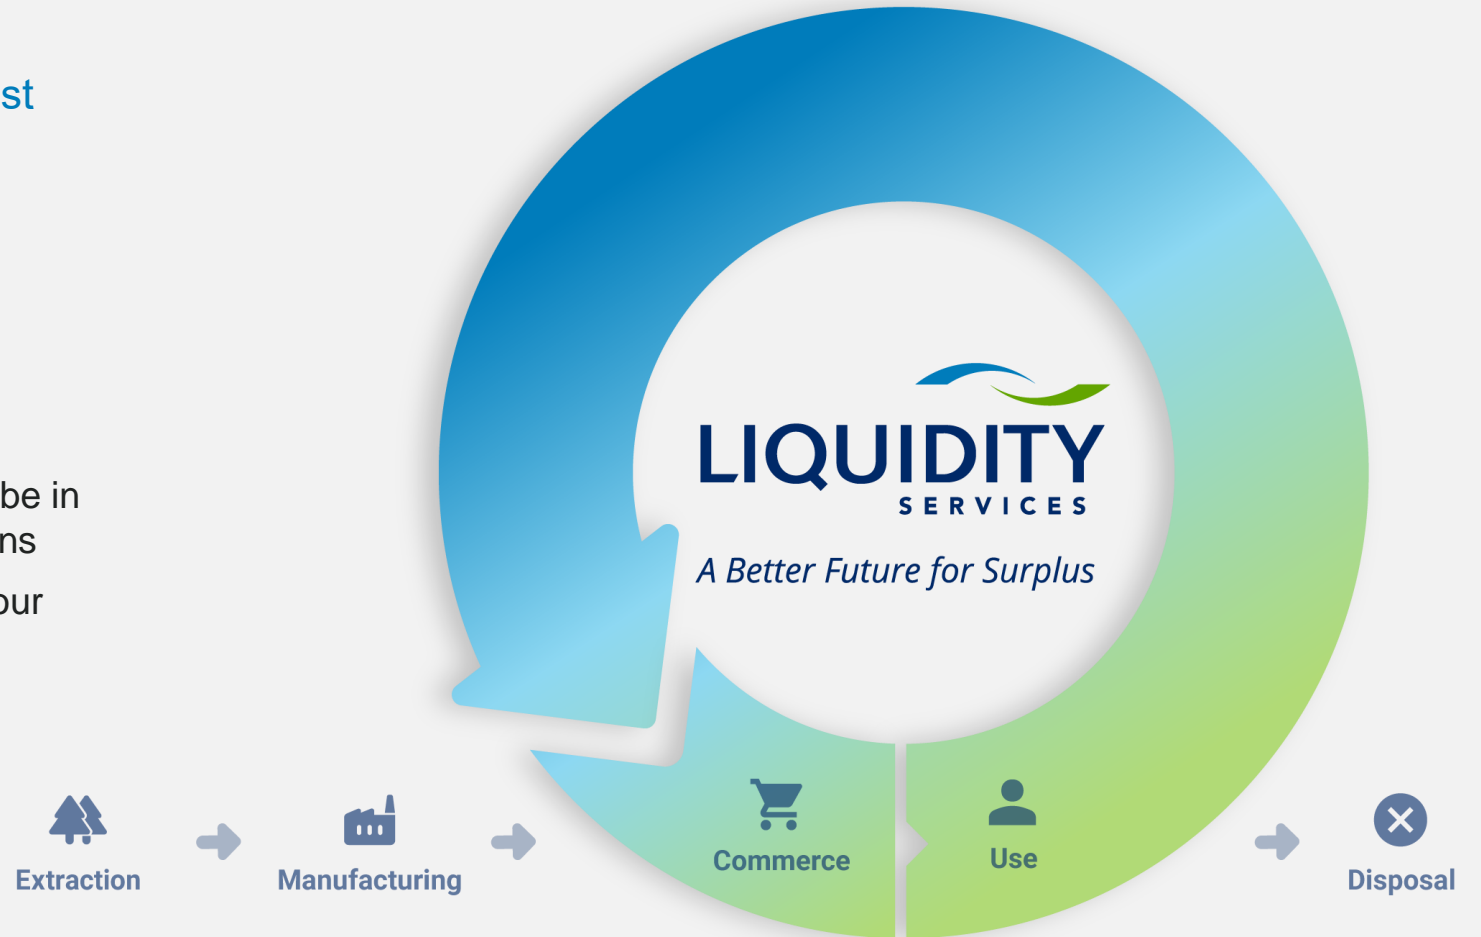 st
be in
ns
our
LIQUIDITY
SERVICES
A Better Future for Surplus
Commerce
Use
Extraction
Manufacturing
Disposal